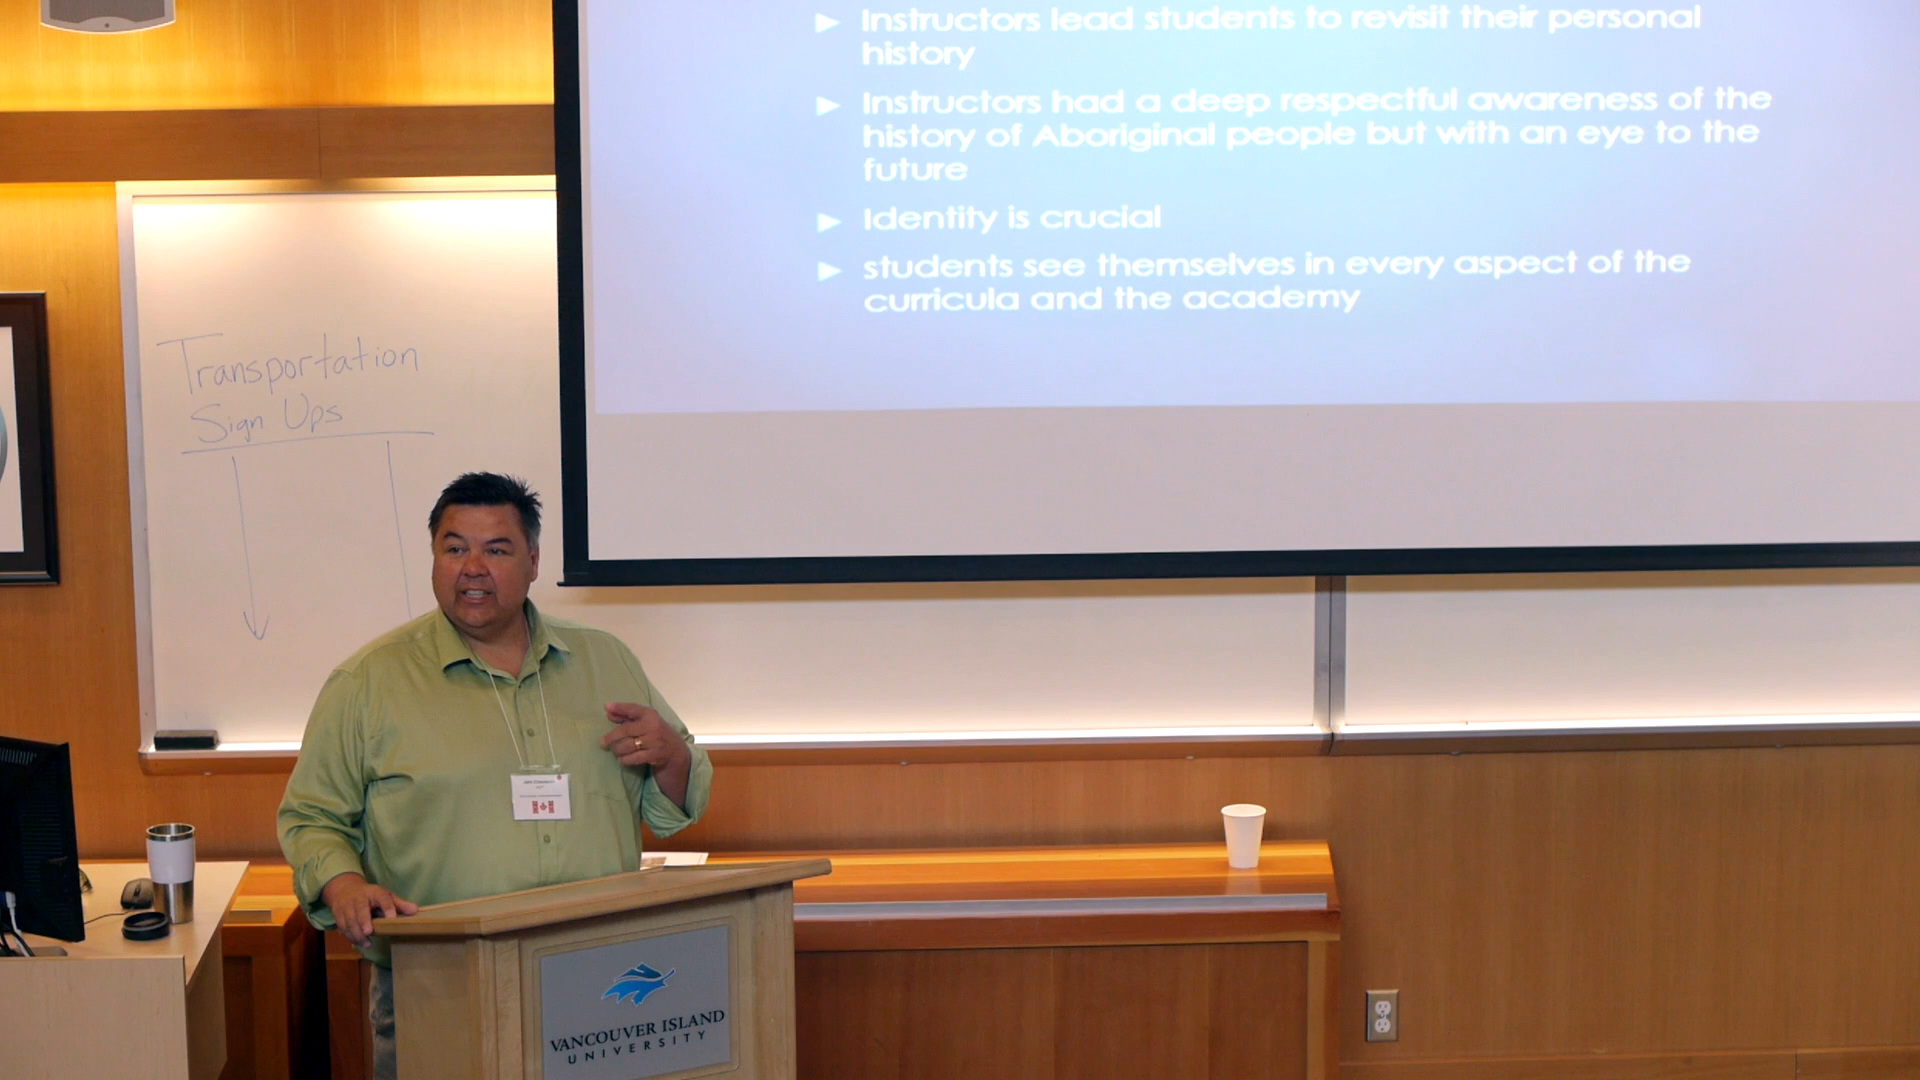 Instructors lead students to revisit their personal
history
Instructors had a deep respectful awareness of the
history of Aboriginal people but with an eye to the
future
Identity is crucial
students see themselves in every aspect of the
curricula and the academy
Transportation
Sign Ups
VANCOUVER ISLAND
UNIVERSITY